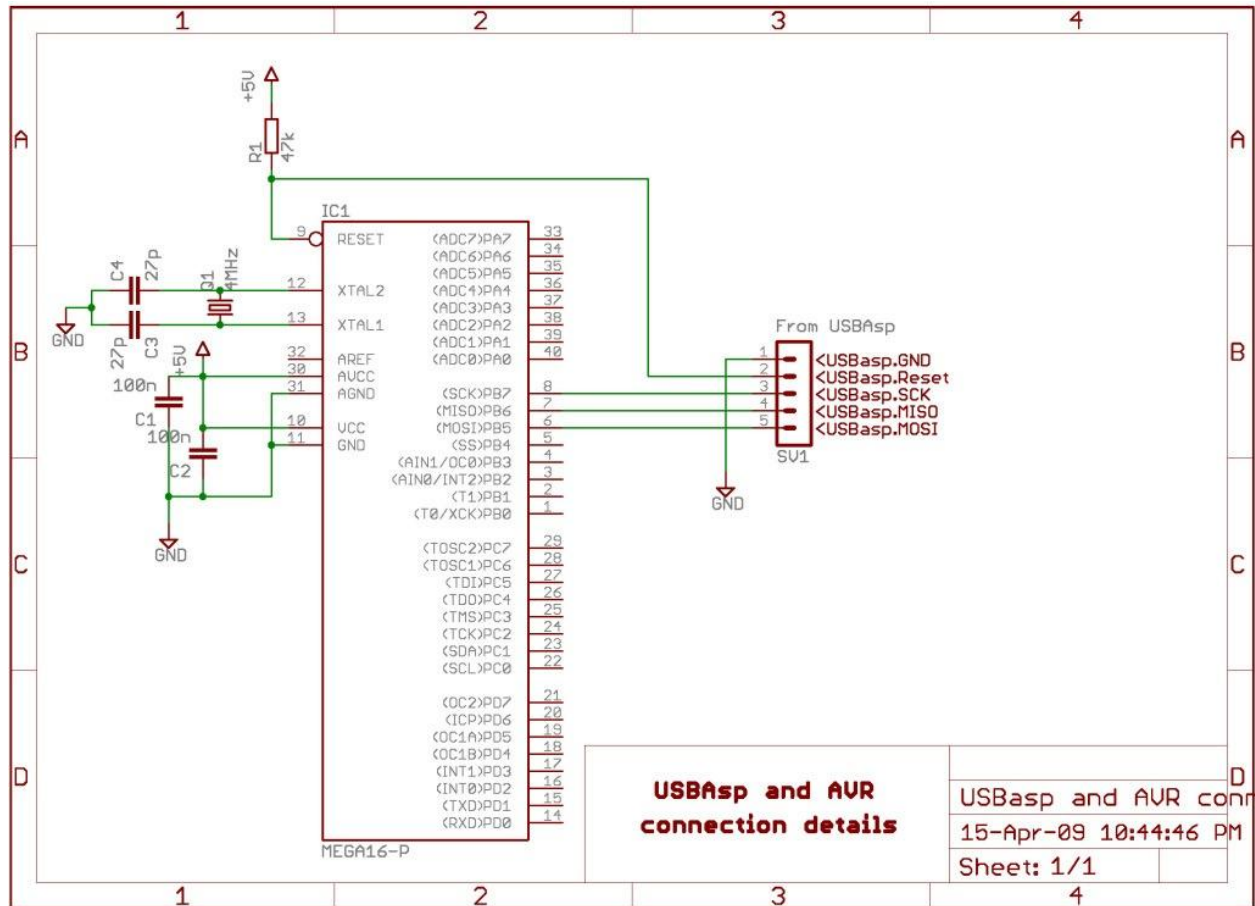 1 2 3 4
A A
B B
C C
D D
+5V
R1
47k
IC1
9 RESET
12 XTAL2
13 XTAL1
32 AREF
30 AVCC
31 AGND
10 VCC
11 GND
(ADC7)PA7 33
(ADC6)PA6 34
(ADC5)PA5 35
(ADC4)PA4 36
(ADC3)PA3 37
(ADC2)PA2 38
(ADC1)PA1 39
(ADC0)PA0 40
(SCK)PB7 8
(MISO)PB6 7
(MOSI)PB5 6
(SS)PB4 5
(AIN1/OC0)PB3 4
(AIN0/INT2)PB2 3
(T1)PB1 2
(T0/XCK)PB0 1
(TOSC2)PC7 29
(TOSC1)PC6 28
(TDI)PC5 27
(TDO)PC4 26
(TMS)PC3 25
(TCK)PC2 24
(SDA)PC1 23
(SCL)PC0 22
(OC2)PD7 21
(ICP)PD6 20
(OC1A)PD5 19
(OC1B)PD4 18
(INT1)PD3 17
(INT0)PD2 16
(TXD)PD1 15
(RXD)PD0 14
MEGA16-P
C4
27p
Q1
4MHz
GND
27p
C3
+5V
100n
C1
100n
C2
GND
From USBAsp
1 <USBasp.GND
2 <USBasp.Reset
3 <USBasp.SCK
4 <USBasp.MISO
5 <USBasp.MOSI
SV1
GND
USBAsp and AVR
connection details
USBasp and AVR conn
15-Apr-09 10:44:46 PM
Sheet: 1/1
1 2 3 4